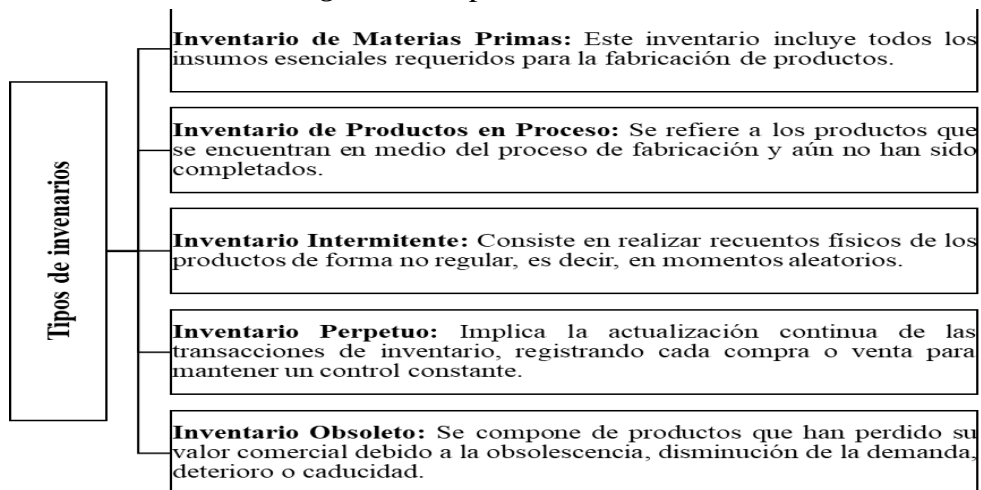 Tipos de invenarios
Inventario de Materias Primas: Este inventario incluye todos los
insumos esenciales requeridos para la fabricación de productos.
Inventario de Productos en Proceso: Se refiere a los productos que
se encuentran en medio del proceso de fabricación y aún no han sido
completados.
Inventario Intermitente: Consiste en realizar recuentos físicos de los
productos de forma no regular, es decir, en momentos aleatorios.
Inventario Perpetuo: Implica la actualización continua de las
transacciones de inventario, registrando cada compra o venta para
mantener un control constante.
Inventario Obsoleto: Se compone de productos que han perdido su
valor comercial debido a la obsolescencia, disminución de la demanda,
deterioro o caducidad.